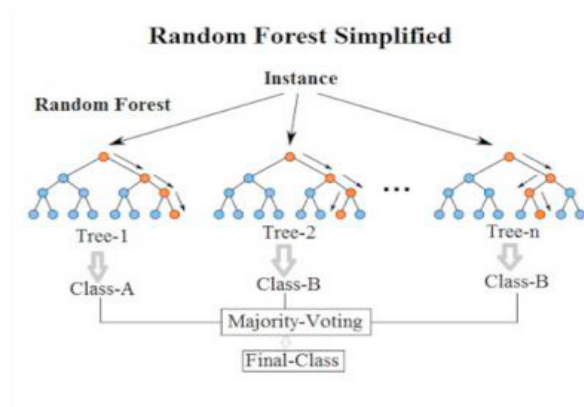 Random Forest Simplified
Instance
Random Forest
...
Tree-1 Tree-2 Tree-n
Class-A Class-B Class-B
Majority-Voting
Final-Class